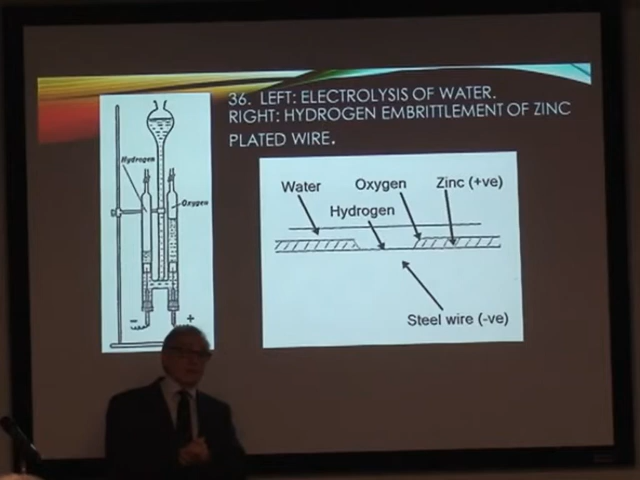 36. LEFT: ELECTROLYSIS OF WATER.
RIGHT: HYDROGEN EMBRITTLEMENT OF ZINC
PLATED WIRE.
Hydrogen
Oxygen
− +
Water Oxygen Zinc (+ve)
Hydrogen
Steel wire (-ve)